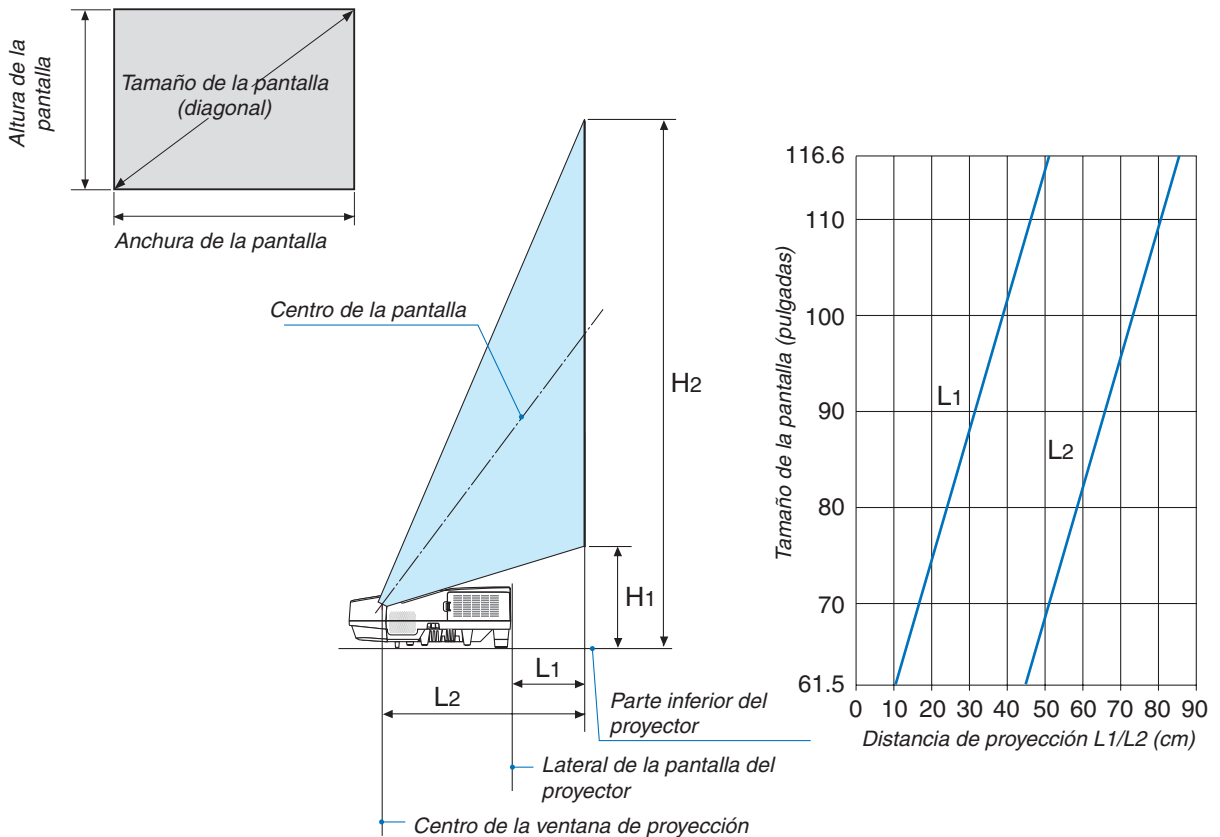 Altura de la
pantalla
Tamaño de la pantalla
(diagonal)
Anchura de la pantalla
Centro de la pantalla
H2
H1
L1
L2
Parte inferior del
proyector
Lateral de la pantalla del
proyector
Centro de la ventana de proyección
Tamaño de la pantalla (pulgadas)
116.6
110
100
90
80
70
61.5
L1
L2
0 10 20 30 40 50 60 70 80 90
Distancia de proyección L1/L2 (cm)